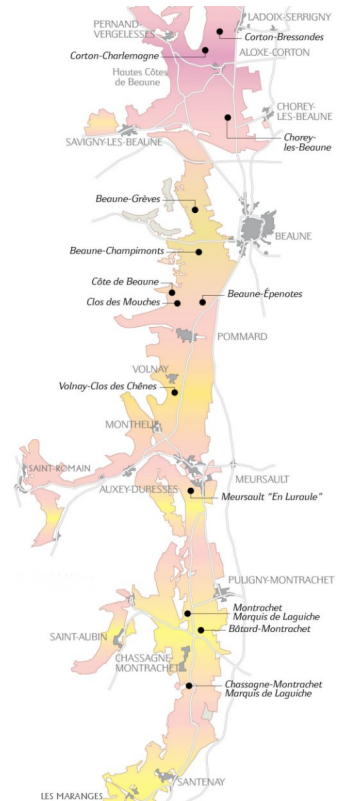 PERNAND-
VERGELESSES
LADOIX-SERRIGNY
Corton-Bressandes
Corton-Charlemagne
ALOXE-CORTON
Hautes Côtes
de Beaune
CHOREY-
LES-BEAUNE
SAVIGNY-LES-BEAUNE
Chorey-
les-Beaune
Beaune-Grèves
BEAUNE
Beaune-Champimonts
Côte de Beaune
Clos des Mouches
Beaune-Épenotes
POMMARD
VOLNAY
Volnay-Clos des Chênes
MONTHELIE
SAINT-ROMAIN
MEURSAULT
AUXEY-DURESSES
Meursault "En Luraule"
PULIGNY-MONTRACHET
Montrachet
Marquis de Laguiche
Bâtard-Montrachet
SAINT-AUBIN
CHASSAGNE-
MONTRACHET
Chassagne-Montrachet
Marquis de Laguiche
SANTENAY
LES MARANGES